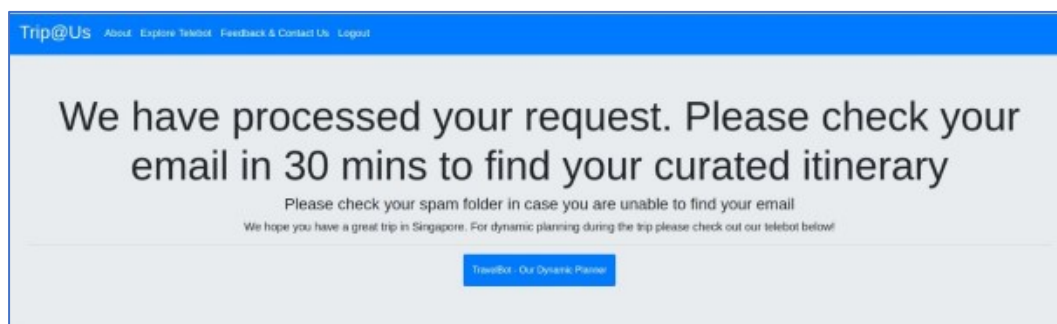 Trip@Us About Explore Telebot Feedback & Contact Us Logout
We have processed your request. Please check your
email in 30 mins to find your curated itinerary
Please check your spam folder in case you are unable to find your email
We hope you have a great trip in Singapore. For dynamic planning during the trip please check out our telebot below!
TravelBot - Our Dynamic Planner